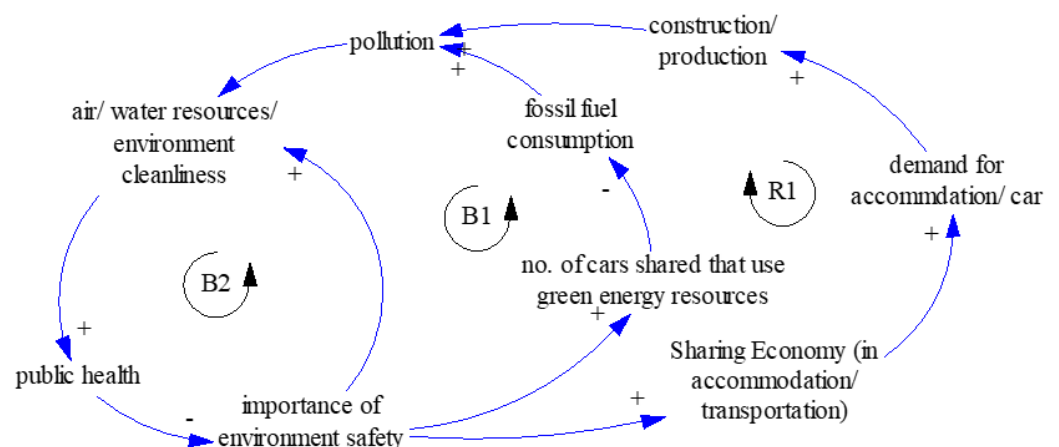 construction/
production
pollution
+
+
+
air/ water resources/
environment
cleanliness
fossil fuel
consumption
demand for
accommdation/ car
+
-
+
R1
B1
B2
no. of cars shared that use
green energy resources
+
+
public health
Sharing Economy (in
accommodation/
transportation)
+
-
importance of
environment safety